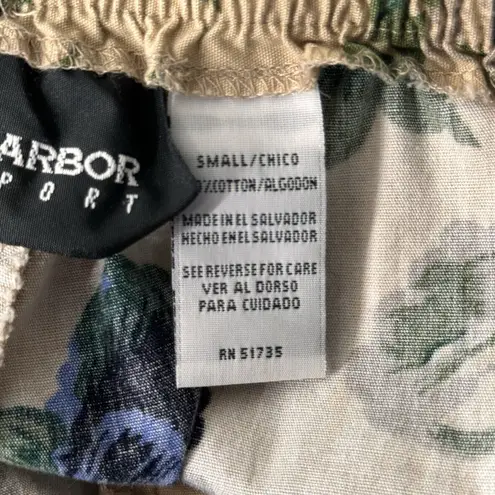 ARBOR
PORT
SMALL/CHICO
%COTTON/ALGODON
MADE IN EL SALVADOR
HECHO EN EL SALVADOR
SEE REVERSE FOR CARE
VER AL DORSO
PARA CUIDADO
RN 51735